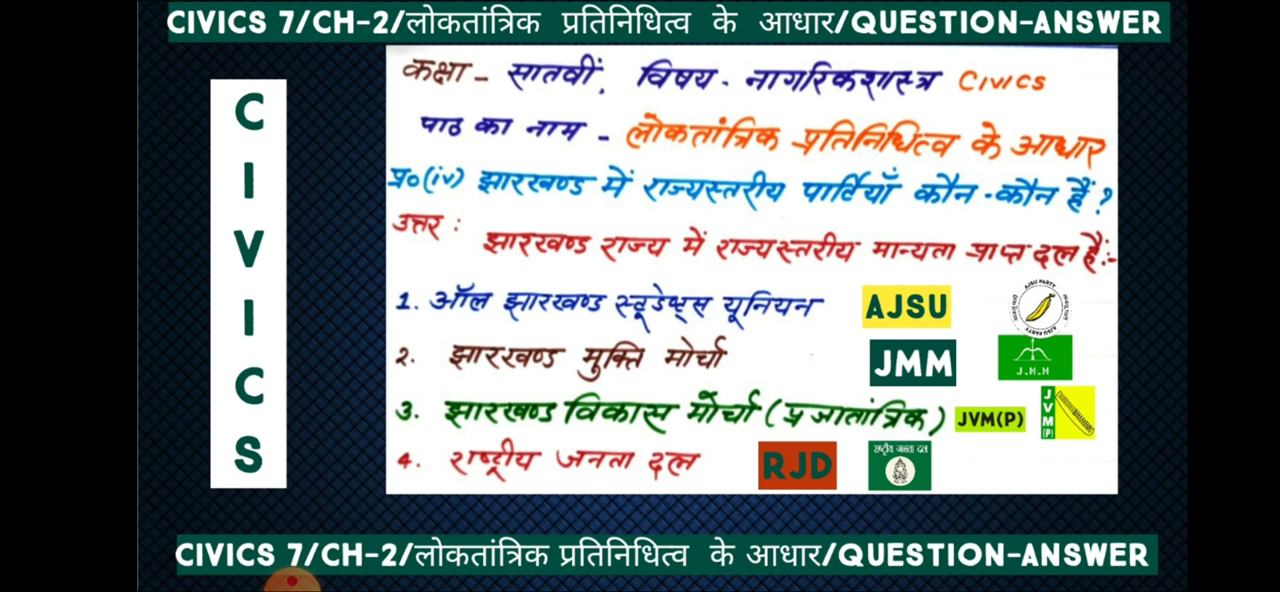 CIVICS 7/CH-2/लोकतांत्रिक प्रतिनिधित्व के आधार/QUESTION-ANSWER
C
I
V
I
C
S
कक्षा - सातवीं, विषय - नागरिकशास्त्र CIVICS
पाठ का नाम - लोकतांत्रिक प्रतिनिधित्व के आधार
प्र०(iv) झारखण्ड में राज्यस्तरीय पार्टियाँ कौन-कौन हैं?
उत्तर :
झारखण्ड राज्य में राज्यस्तरीय मान्यता प्राप्त दल हैं:-
1. ऑल झारखण्ड स्टूडेण्ट्स यूनियन AJSU AJSU PARTY AJSU PARTY
2. झारखण्ड मुक्ति मोर्चा JMM J.M.M
3. झारखण्ड विकास मोर्चा (प्रजातांत्रिक) JVM(P) JVM(P)
4. राष्ट्रीय जनता दल RJD राष्ट्रीय जनता दल
CIVICS 7/CH-2/लोकतांत्रिक प्रतिनिधित्व के आधार/QUESTION-ANSWER